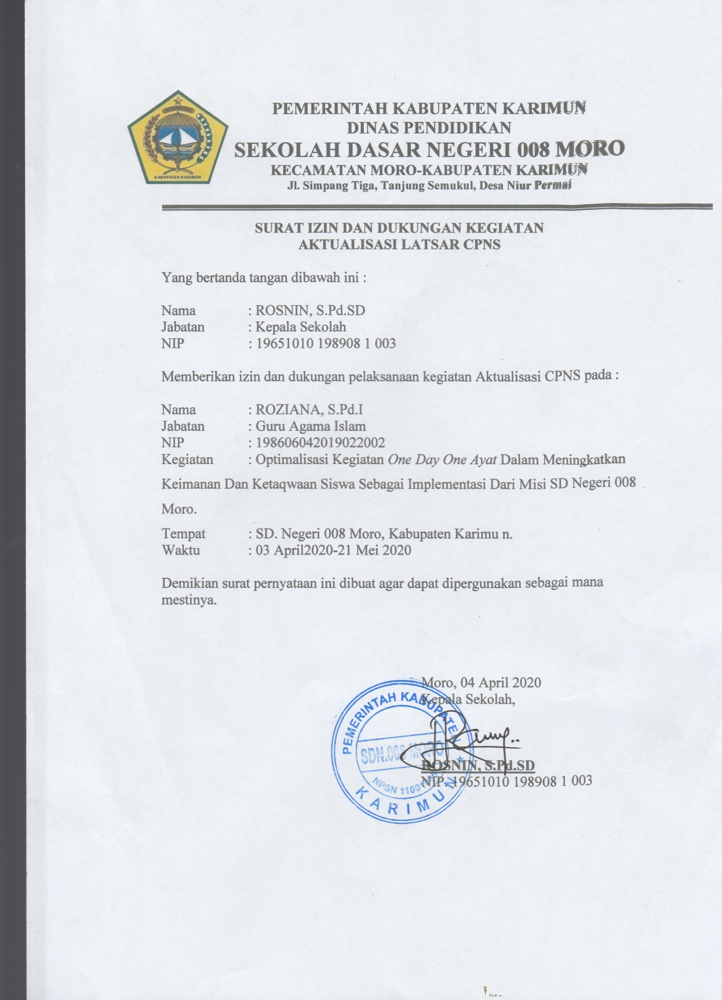 PEMERINTAH KABUPATEN KARIMUN
DINAS PENDIDIKAN
SEKOLAH DASAR NEGERI 008 MORO
KECAMATAN MORO-KABUPATEN KARIMUN
Jl. Simpang Tiga, Tanjung Semukul, Desa Niur Permai
KABUPATEN KARIMUN
SURAT IZIN DAN DUKUNGAN KEGIATAN
AKTUALISASI LATSAR CPNS
Yang bertanda tangan dibawah ini :
Nama : ROSNIN, S.Pd.SD
Jabatan : Kepala Sekolah
NIP : 19651010 198908 1 003
Memberikan izin dan dukungan pelaksanaan kegiatan Aktualisasi CPNS pada :
Nama : ROZIANA, S.Pd.I
Jabatan : Guru Agama Islam
NIP : 198606042019022002
Kegiatan : Optimalisasi Kegiatan One Day One Ayat Dalam Meningkatkan
Keimanan Dan Ketaqwaan Siswa Sebagai Implementasi Dari Misi SD Negeri 008
Moro.
Tempat : SD. Negeri 008 Moro, Kabupaten Karimu n.
Waktu : 03 April2020-21 Mei 2020
Demikian surat pernyataan ini dibuat agar dapat dipergunakan sebagai mana
mestinya.
Moro, 04 April 2020
Kepala Sekolah,
PEMERINTAH KABUPATEN
SDN.008 MORO
NPSN
KARIMUN
ROSNIN, S.Pd.SD
NIP. 19651010 198908 1 003